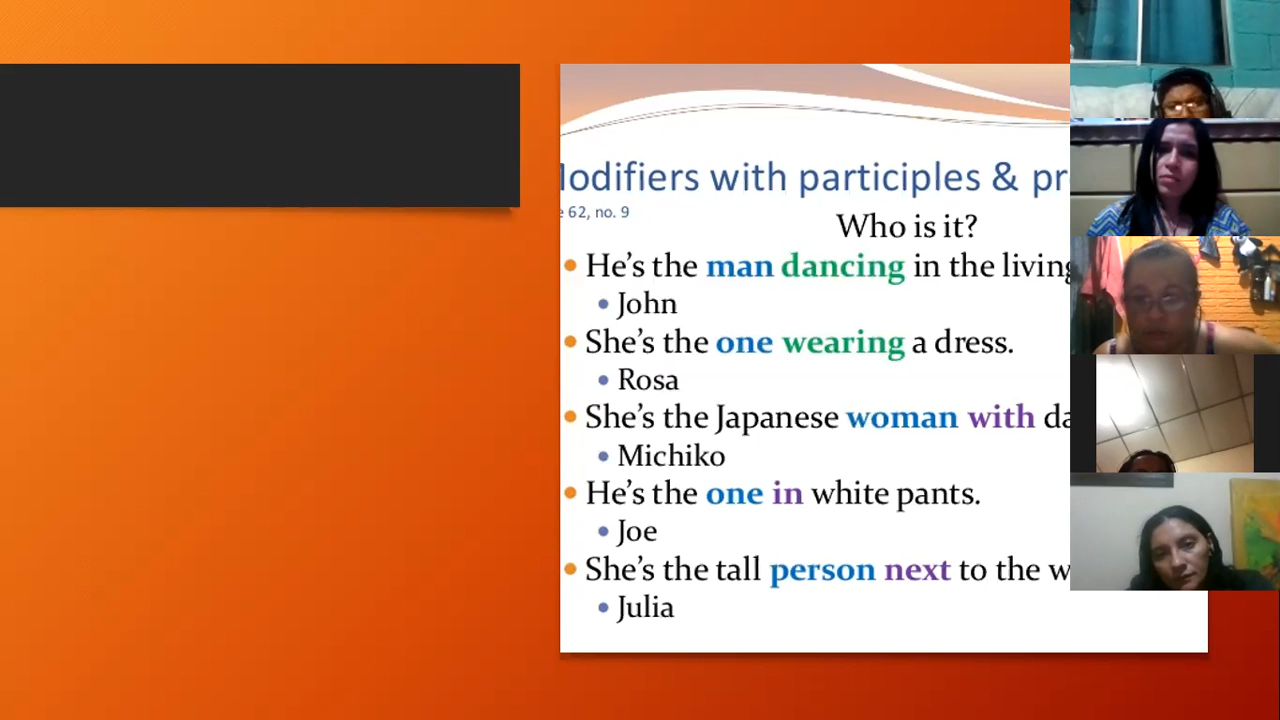 odifiers with participles & pr
62, no. 9
Who is it?
• He's the man dancing in the living
• John
• She's the one wearing a dress.
• Rosa
• She's the Japanese woman with da
• Michiko
• He's the one in white pants.
• Joe
• She's the tall person next to the w
• Julia